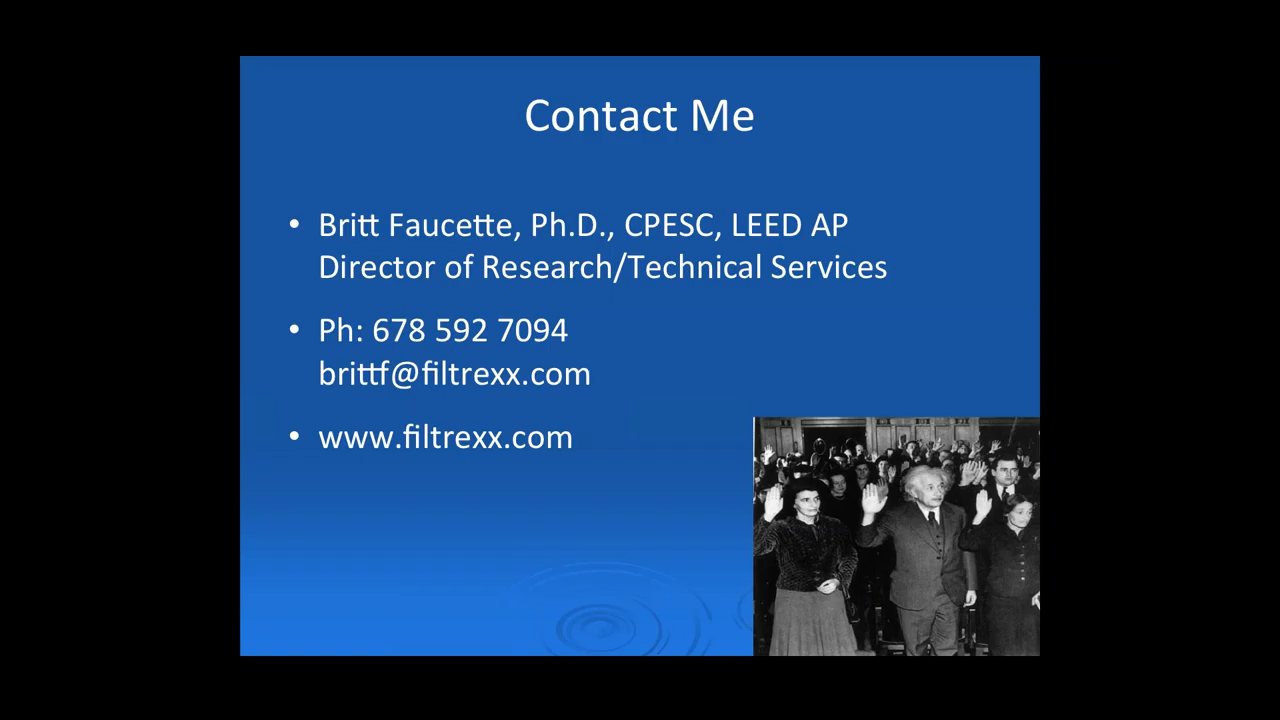 Contact Me
• Britt Faucette, Ph.D., CPESC, LEED AP
Director of Research/Technical Services
• Ph: 678 592 7094
brittf@filtrexx.com
• www.filtrexx.com